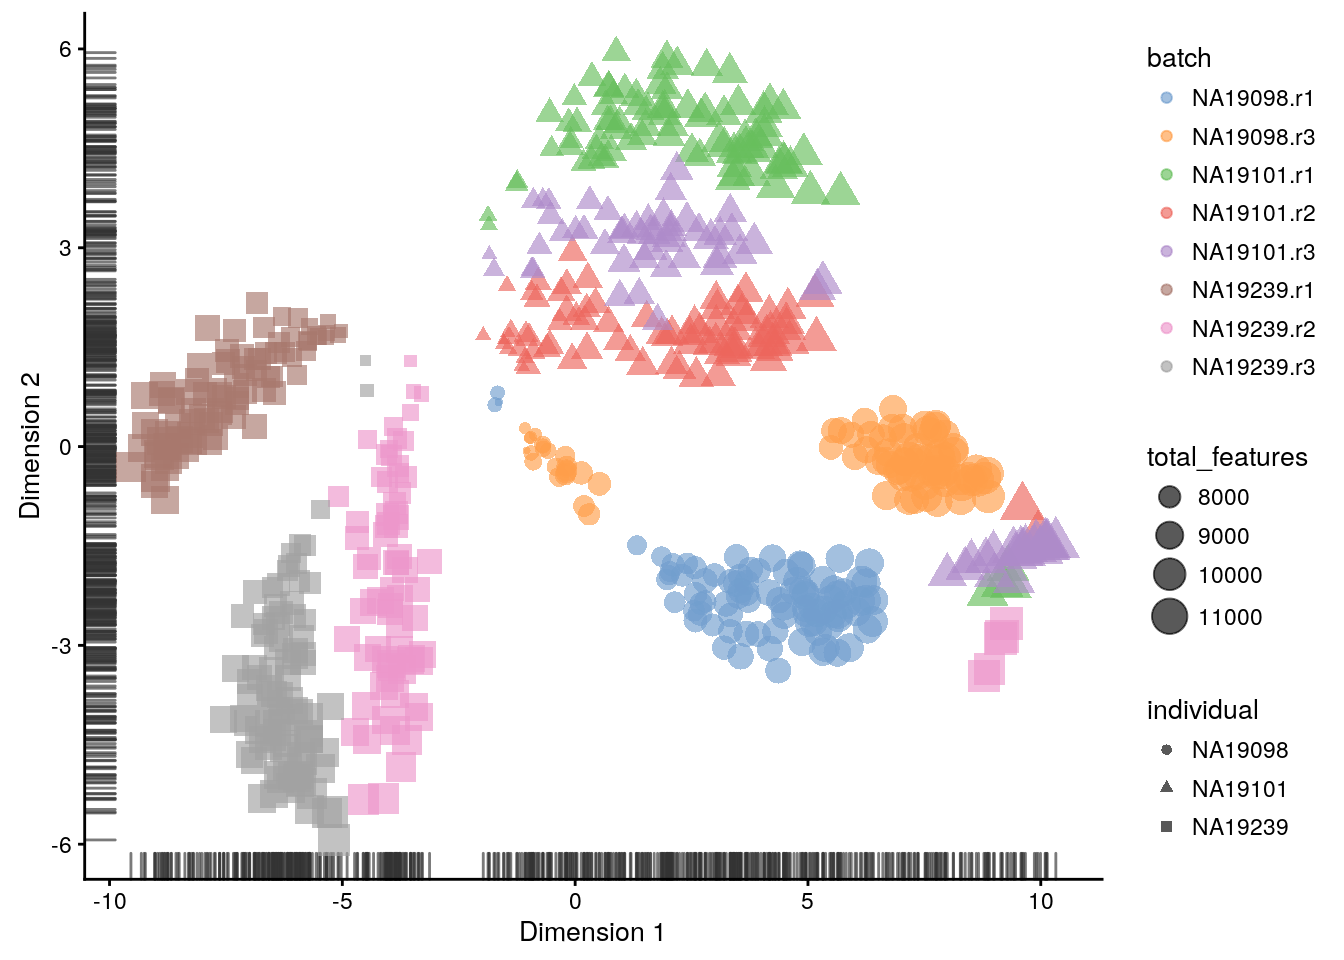 6
3
0
-3
-6
Dimension 2
-10
-5
0
5
10
Dimension 1
batch
NA19098.r1
NA19098.r3
NA19101.r1
NA19101.r2
NA19101.r3
NA19239.r1
NA19239.r2
NA19239.r3
total_features
8000
9000
10000
11000
individual
NA19098
NA19101
NA19239